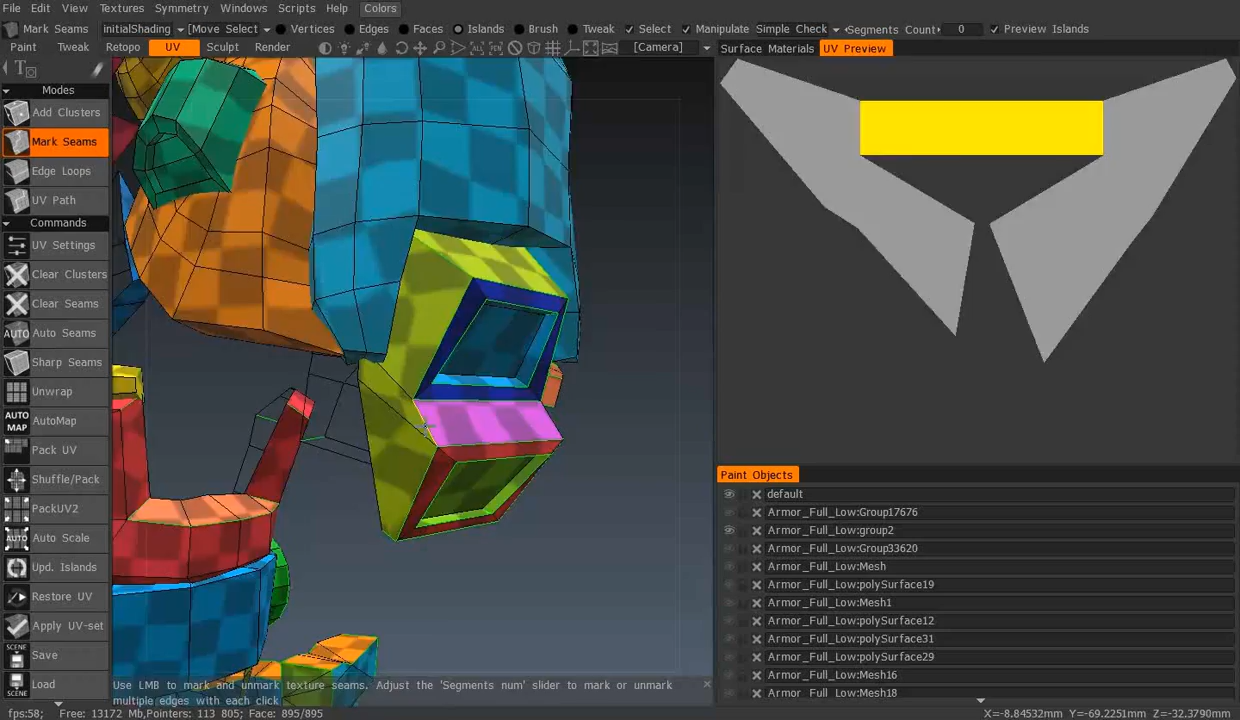 File Edit View Textures Symmetry Windows Scripts Help Colors
Mark Seams initialShading [Move Select] Vertices Edges Faces Islands Brush Tweak Select Manipulate Simple Check Segments Count 0 Preview Islands
Paint Tweak Retopo UV Sculpt Render [Camera] Surface Materials UV Preview
Modes
Add Clusters
Mark Seams
Edge Loops
UV Path
Commands
UV Settings
Clear Clusters
Clear Seams
AUTO Auto Seams
Sharp Seams
Unwrap
AUTO MAP AutoMap
Pack UV
Shuffle/Pack
PackUV2
AUTO Auto Scale
Upd. Islands
Restore UV
Apply UV-set
SCENE Save
Load
SCENE
Paint Objects
default
Armor_Full_Low:Group17676
Armor_Full_Low:group2
Armor_Full_Low:Group33620
Armor_Full_Low:Mesh
Armor_Full_Low:polySurface19
Armor_Full_Low:Mesh1
Armor_Full_Low:polySurface12
Armor_Full_Low:polySurface31
Armor_Full_Low:polySurface29
Armor_Full_Low:Mesh16
Armor_Full_Low:Mesh18
Use LMB to mark and unmark texture seams. Adjust the 'Segments num' slider to mark or unmark
multiple edges with each click
fps:58; Free: 13172 Mb,Pointers: 113 805; Face: 895/895 X=-8.84532mm Y=-69.2251mm Z=-32.3790mm